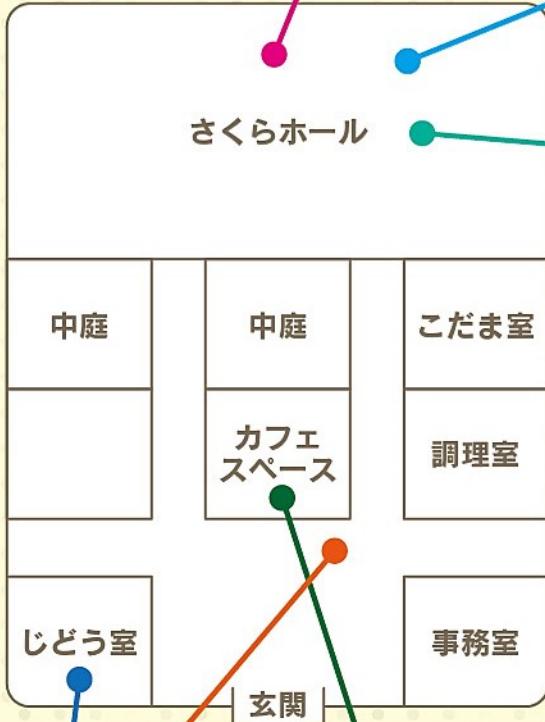 さくらホール
中庭
中庭
こだま室
カフェ
スペース
調理室
じどう室
事務室
玄関